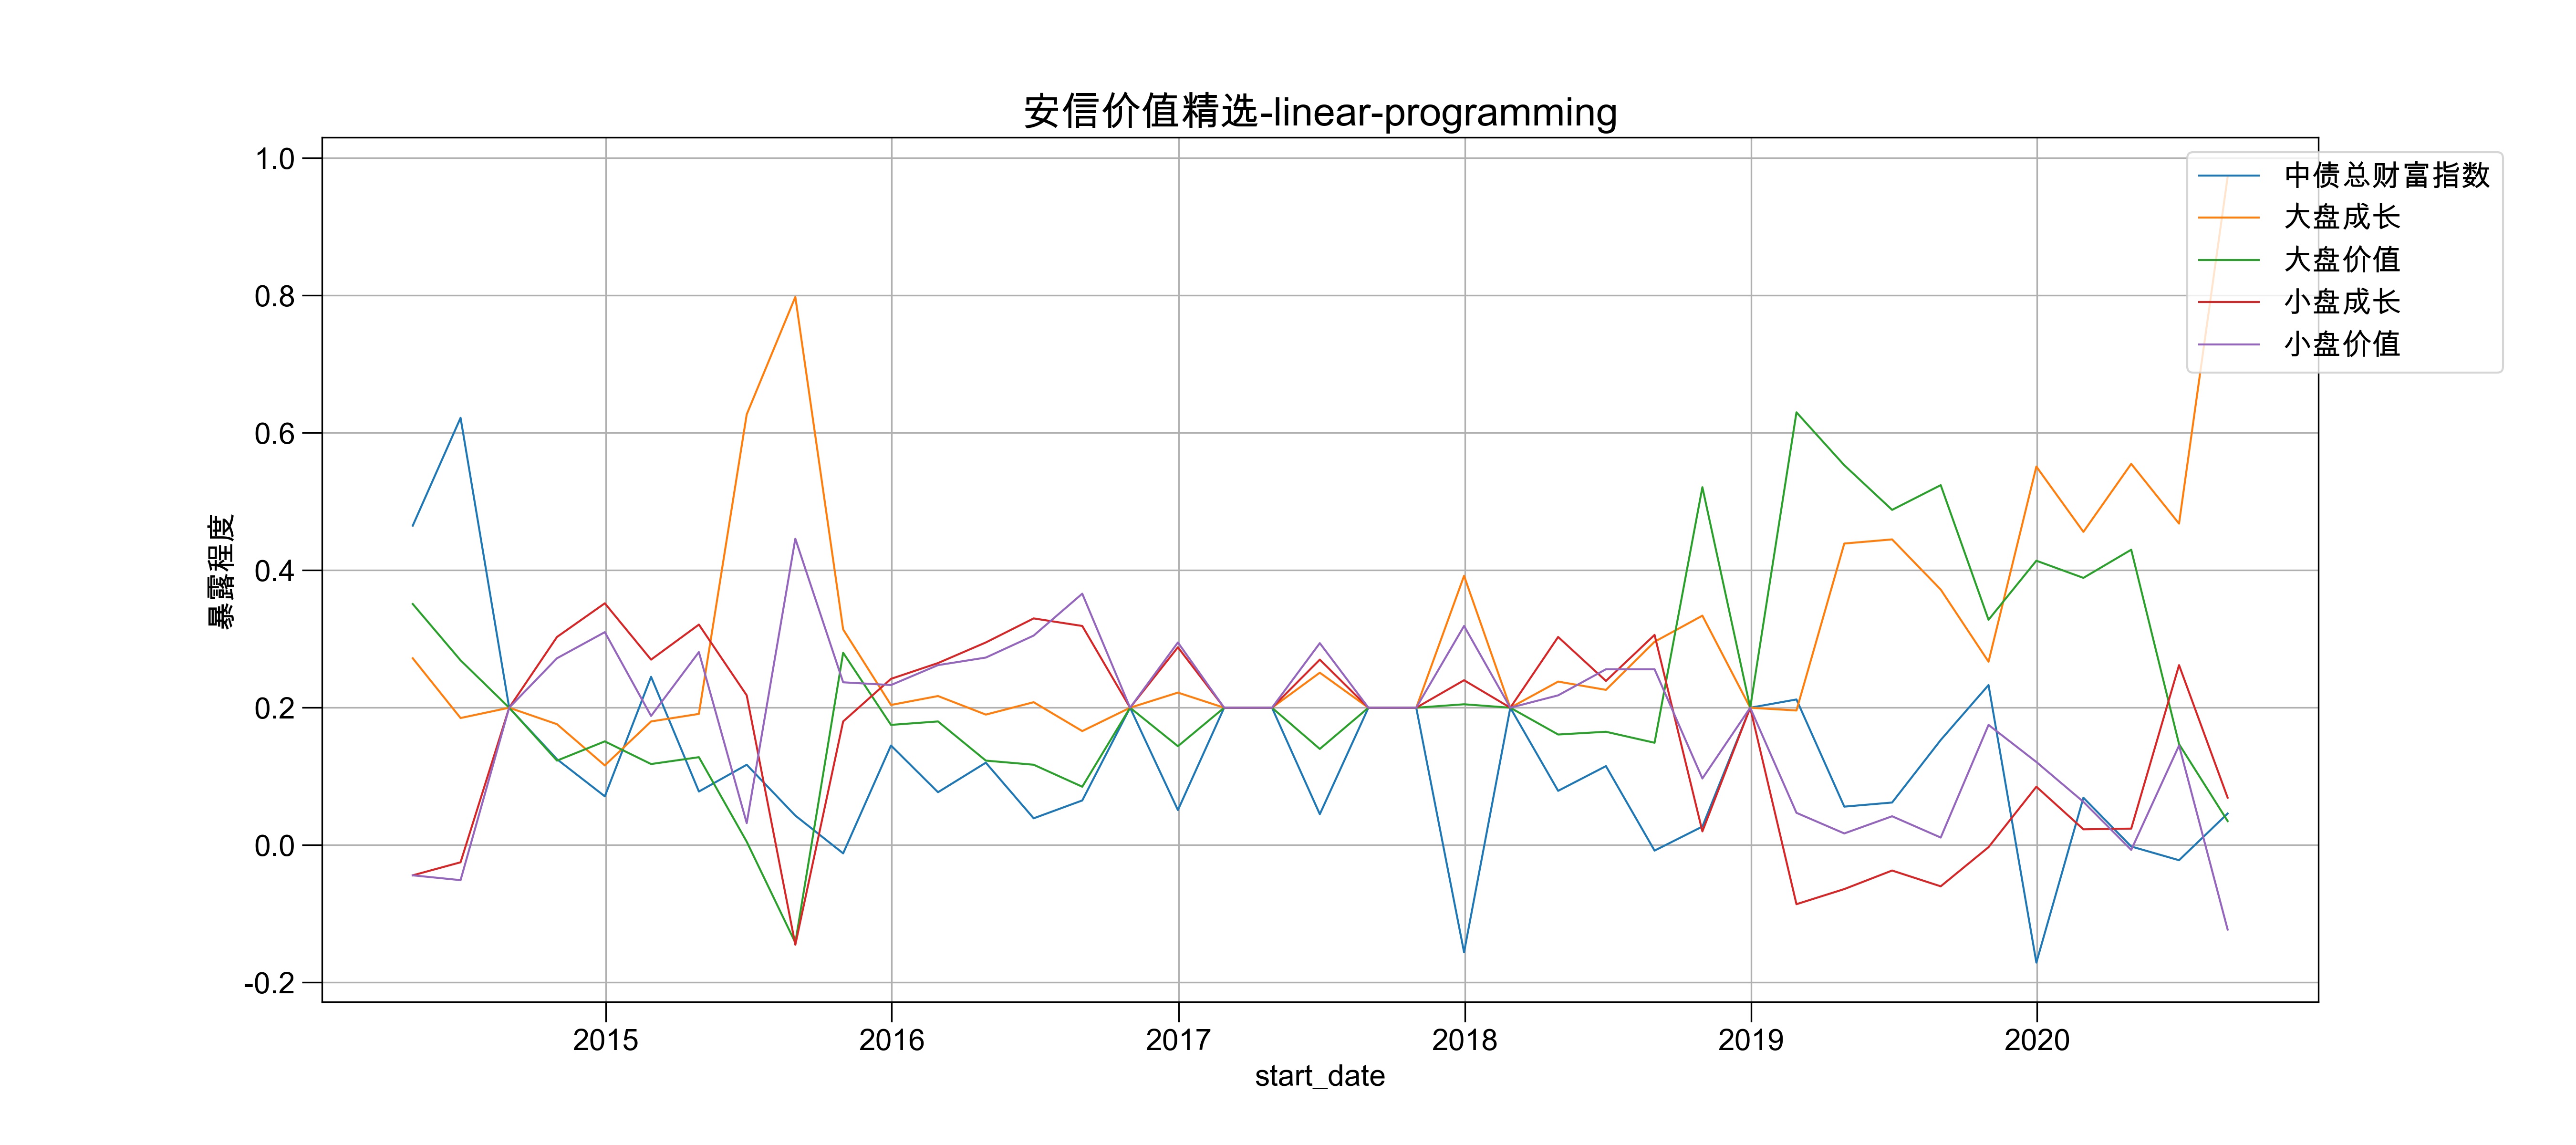 安信价值精选-linear-programming
1.0
0.8
0.6
0.4
0.2
0.0
-0.2
暴露程度
2015 2016 2017 2018 2019 2020
start_date
中债总财富指数
大盘成长
大盘价值
小盘成长
小盘价值